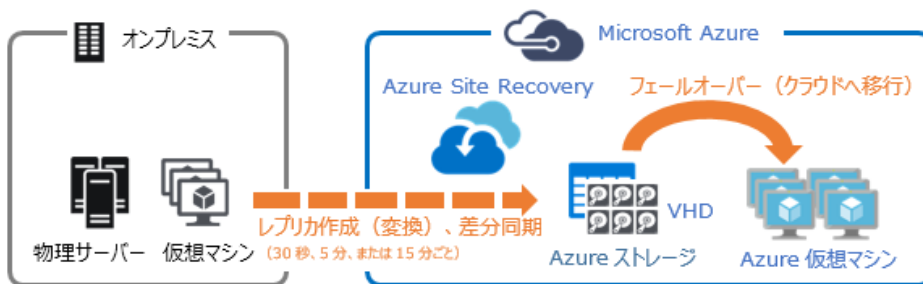 オンプレミス
Microsoft Azure
Azure Site Recovery
フェールオーバー（クラウドへ移行）
物理サーバー
仮想マシン
レプリカ作成（変換）、差分同期
（30 秒、5 分、または 15 分ごと）
VHD
Azure ストレージ
Azure 仮想マシン